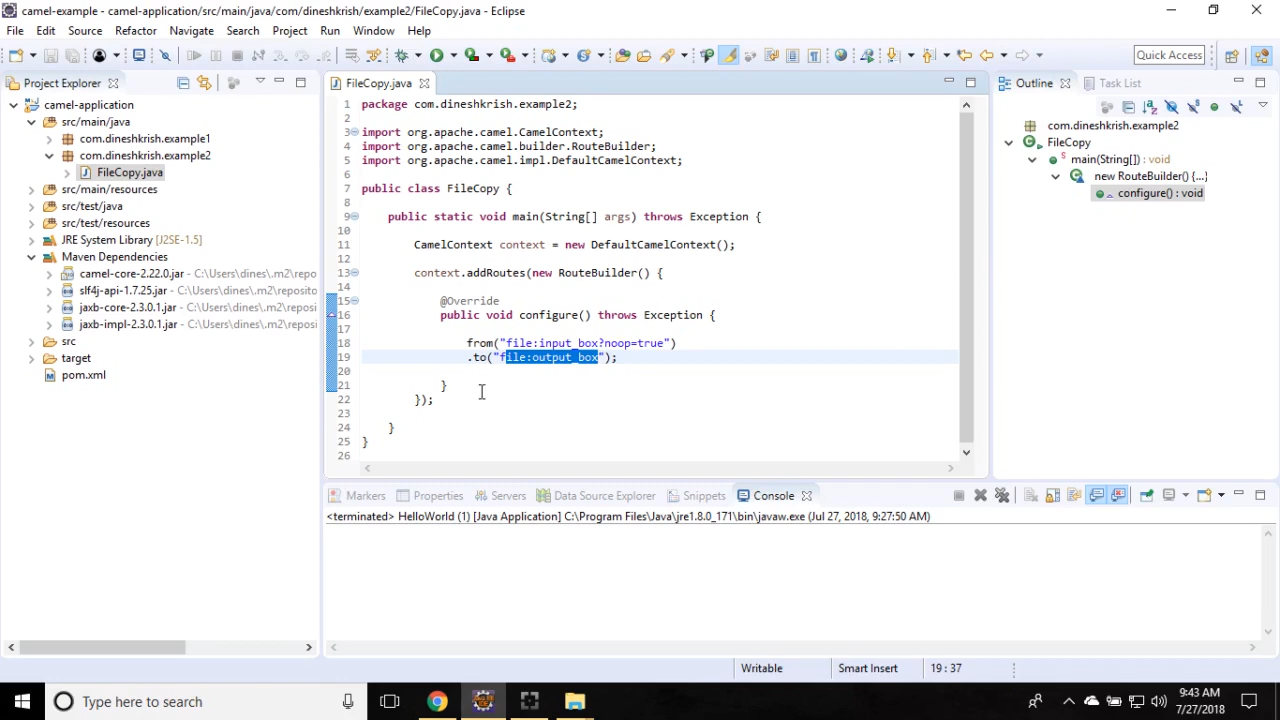 camel-example - camel-application/src/main/java/com/dineshkrish/example2/FileCopy.java - Eclipse
File Edit Source Refactor Navigate Search Project Run Window Help
Quick Access
Project Explorer
camel-application
src/main/java
com.dineshkrish.example1
com.dineshkrish.example2
FileCopy.java
src/main/resources
src/test/java
src/test/resources
JRE System Library [J2SE-1.5]
Maven Dependencies
camel-core-2.22.0.jar - C:\Users\dines\.m2\repo
slf4j-api-1.7.25.jar - C:\Users\dines\.m2\reposito
jaxb-core-2.3.0.1.jar - C:\Users\dines\.m2\repo
jaxb-impl-2.3.0.1.jar - C:\Users\dines\.m2\repo
src
target
pom.xml
FileCopy.java
1 package com.dineshkrish.example2;
2
3 import org.apache.camel.CamelContext;
4 import org.apache.camel.builder.RouteBuilder;
5 import org.apache.camel.impl.DefaultCamelContext;
6
7 public class FileCopy {
8
9 public static void main(String[] args) throws Exception {
10
11 CamelContext context = new DefaultCamelContext();
12
13 context.addRoutes(new RouteBuilder() {
14
15 @Override
16 public void configure() throws Exception {
17
18 from("file:input_box?noop=true")
19 .to("file:output_box");
20
21 }
22 });
23
24 }
25 }
26
Outline Task List
com.dineshkrish.example2
FileCopy
main(String[]) : void
new RouteBuilder() {...}
configure() : void
Markers Properties Servers Data Source Explorer Snippets Console
<terminated> HelloWorld (1) [Java Application] C:\Program Files\Java\jre1.8.0_171\bin\javaw.exe (Jul 27, 2018, 9:27:50 AM)
Writable Smart Insert 19 : 37
Type here to search
9:43 AM
7/27/2018